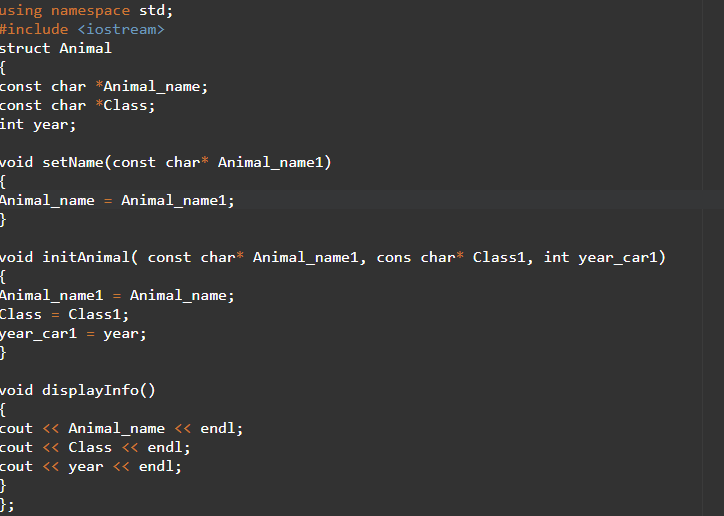 using namespace std;
#include <iostream>
struct Animal
{
const char *Animal_name;
const char *Class;
int year;
void setName(const char* Animal_name1)
{
Animal_name = Animal_name1;
}
void initAnimal( const char* Animal_name1, cons char* Class1, int year_car1)
{
Animal_name1 = Animal_name;
Class = Class1;
year_car1 = year;
}
void displayInfo()
{
cout << Animal_name << endl;
cout << Class << endl;
cout << year << endl;
}
};